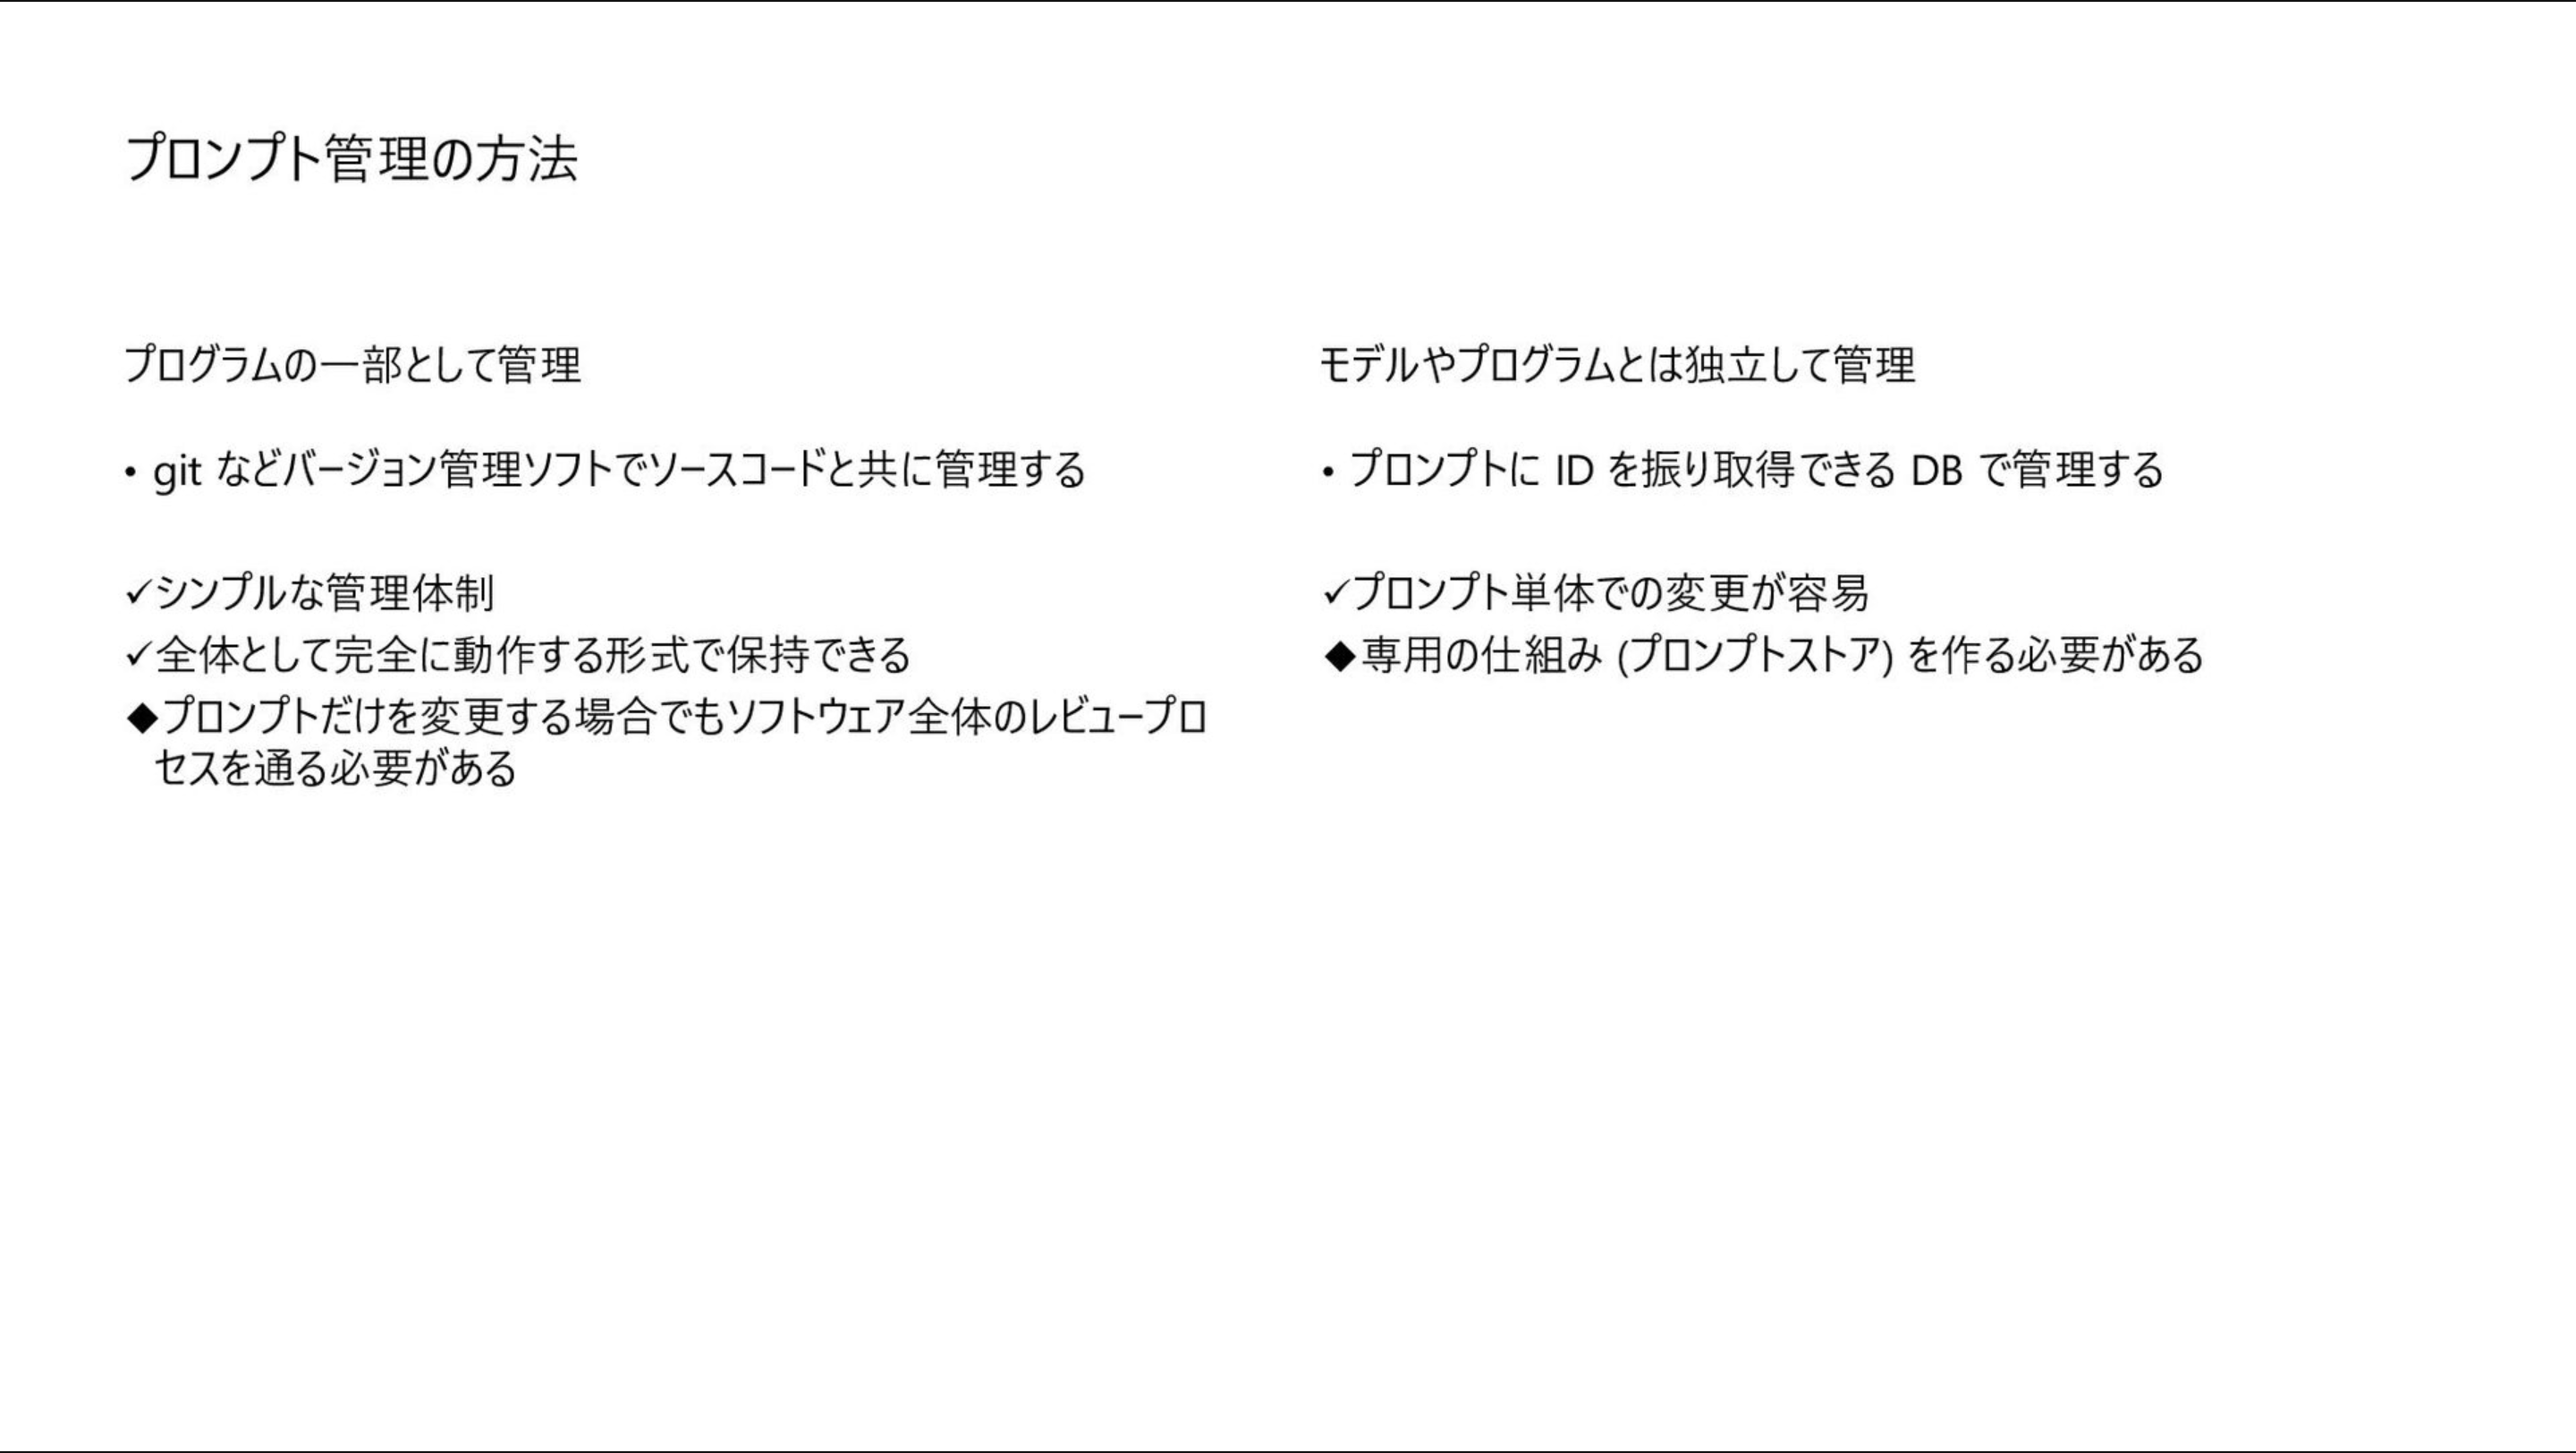 プロンプト管理の方法
プログラムの一部として管理
• git などバージョン管理ソフトでソースコードと共に管理する
✓シンプルな管理体制
✓全体として完全に動作する形式で保持できる
◆プロンプトだけを変更する場合でもソフトウェア全体のレビュープロ
セスを通る必要がある
モデルやプログラムとは独立して管理
• プロンプトに ID を振り取得できる DB で管理する
✓プロンプト単体での変更が容易
◆専用の仕組み (プロンプトストア) を作る必要がある